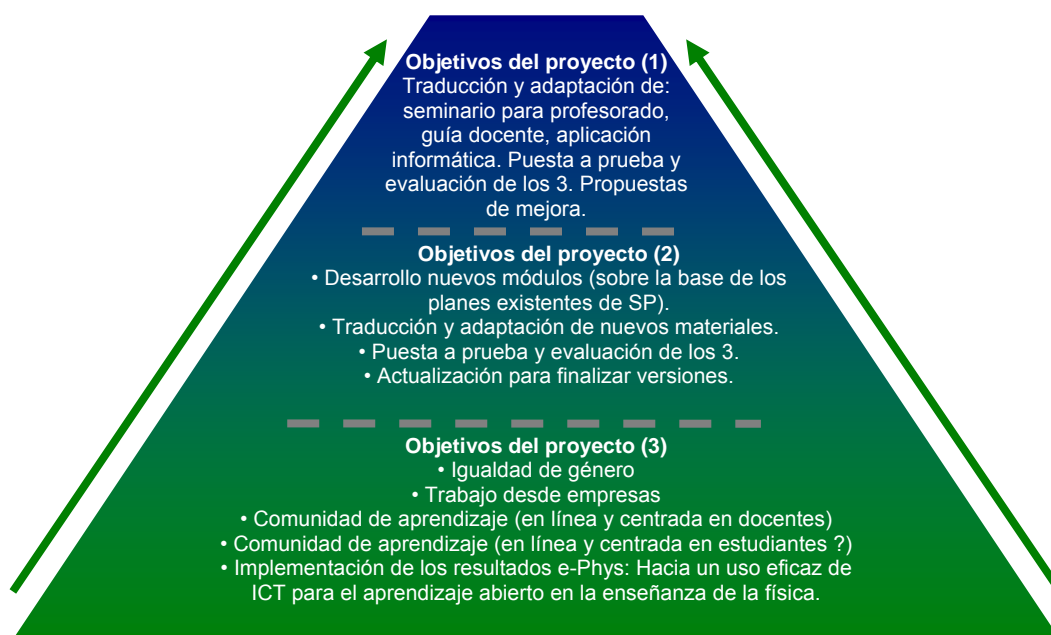 Objetivos del proyecto (1)
Traducción y adaptación de:
seminario para profesorado,
guía docente, aplicación
informática. Puesta a prueba y
evaluación de los 3. Propuestas
de mejora.
Objetivos del proyecto (2)
• Desarrollo nuevos módulos (sobre la base de los
planes existentes de SP).
• Traducción y adaptación de nuevos materiales.
• Puesta a prueba y evaluación de los 3.
• Actualización para finalizar versiones.
Objetivos del proyecto (3)
• Igualdad de género
• Trabajo desde empresas
• Comunidad de aprendizaje (en línea y centrada en docentes)
• Comunidad de aprendizaje (en línea y centrada en estudiantes ?)
• Implementación de los resultados e-Phys: Hacia un uso eficaz de
ICT para el aprendizaje abierto en la enseñanza de la física.